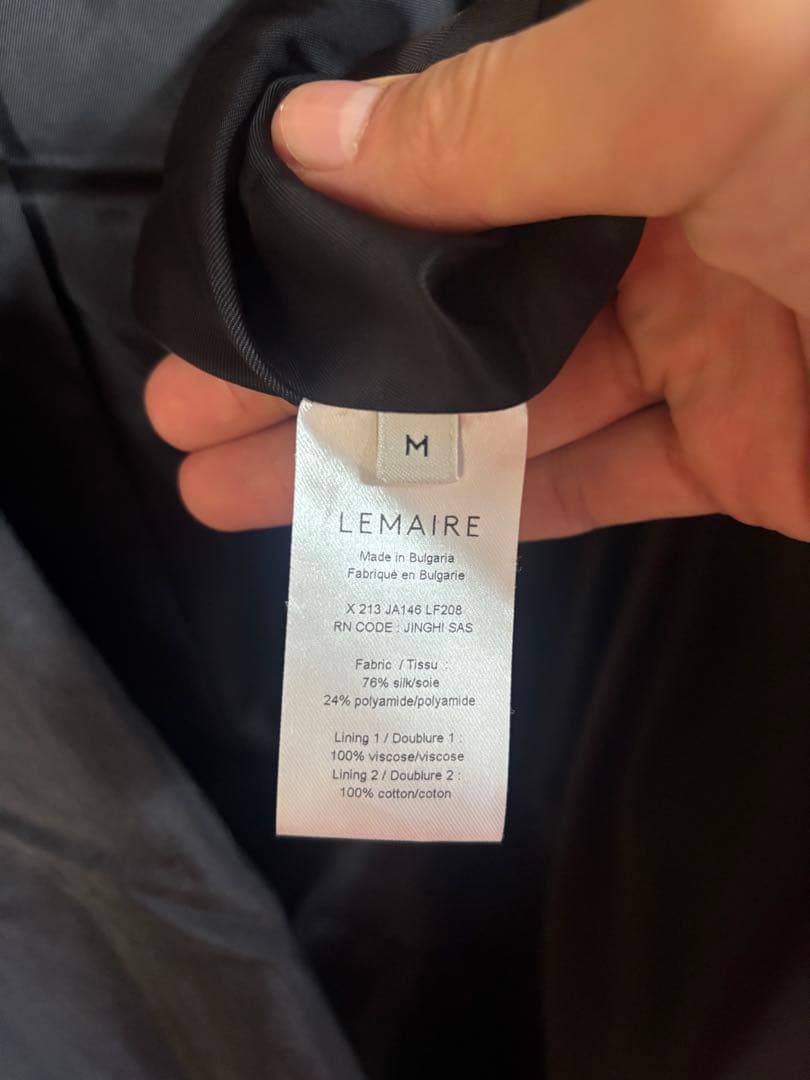 M
LEMAIRE
Made in Bulgaria
Fabriqué en Bulgarie
X 213 JA146 LF208
RN CODE : JINGHI SAS
Fabric / Tissu :
76% silk/soie
24% polyamide/polyamide
Lining 1 / Doublure 1 :
100% viscose/viscose
Lining 2 / Doublure 2 :
100% cotton/coton